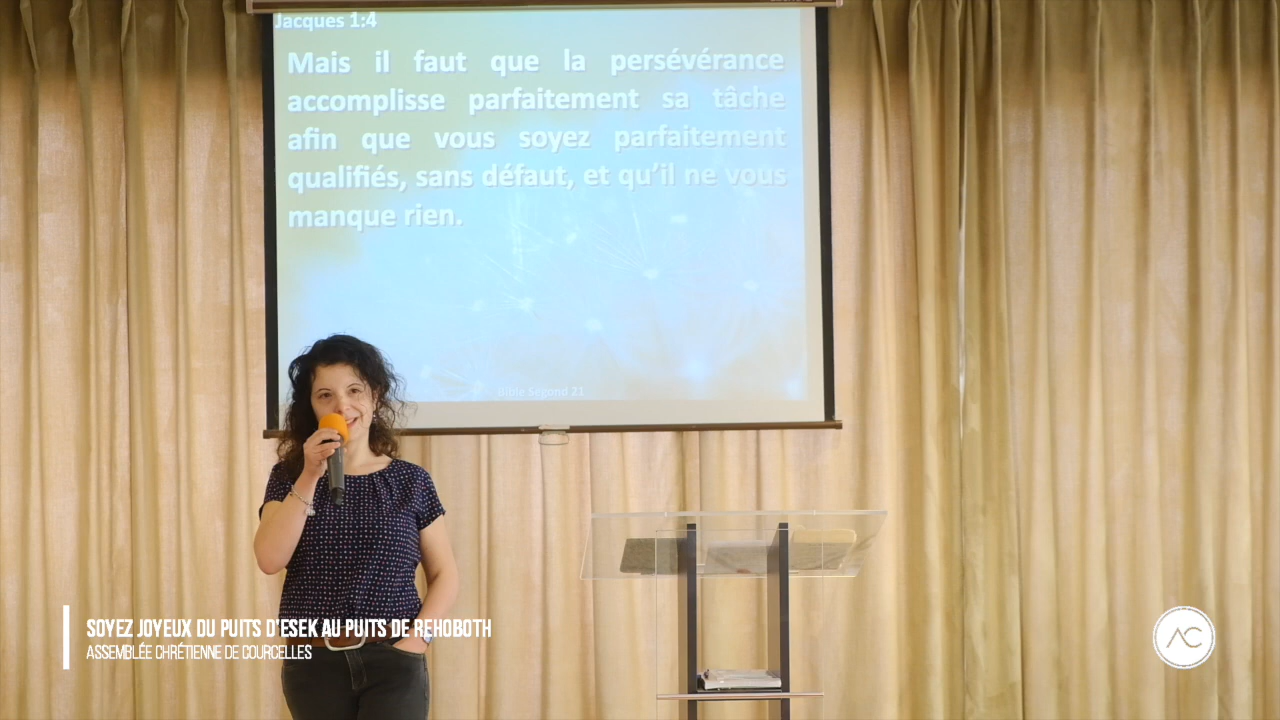 Jacques 1:4
Mais il faut que la persévérance
accomplisse parfaitement sa tâche
afin que vous soyez parfaitement
qualifiés, sans défaut, et qu'il ne vous
manque rien.
Bible Segond 21
SOYEZ JOYEUX DU PUITS D'ESEK AU PUITS DE REHOBOTH
ASSEMBLÉE CHRÉTIENNE DE COURCELLES
AC